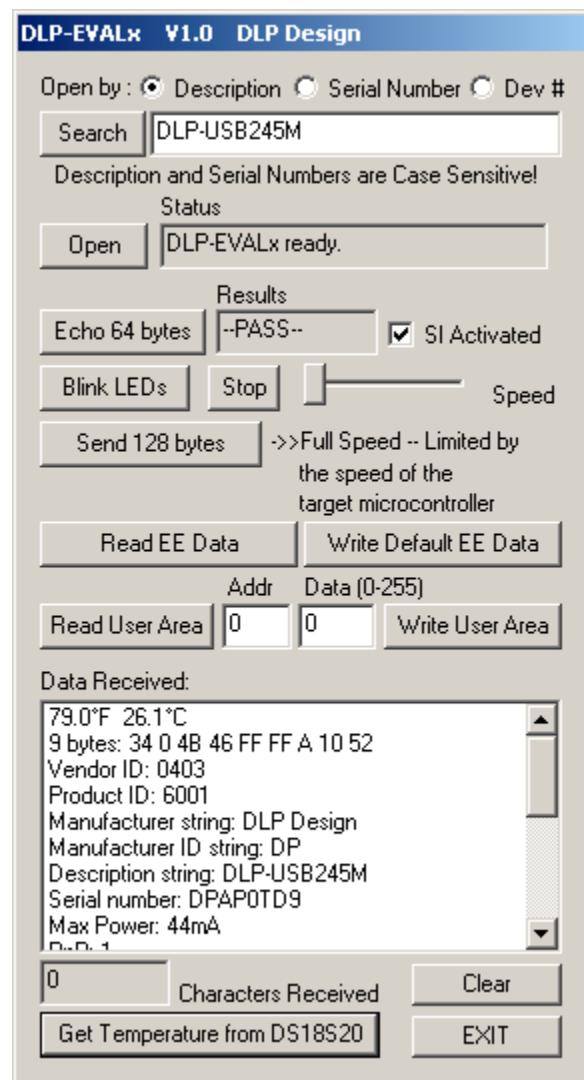 DLP-EVALx V1.0 DLP Design
Open by : Description Serial Number Dev #
Search DLP-USB245M
Description and Serial Numbers are Case Sensitive!
Status
Open DLP-EVALx ready.
Results
Echo 64 bytes --PASS-- SI Activated
Blink LEDs Stop Speed
Send 128 bytes ->>Full Speed -- Limited by
the speed of the
target microcontroller
Read EE Data Write Default EE Data
Addr Data (0-255)
Read User Area 0 0 Write User Area
Data Received:
79.0°F 26.1°C
9 bytes: 34 0 4B 46 FF FF A 10 52
Vendor ID: 0403
Product ID: 6001
Manufacturer string: DLP Design
Manufacturer ID string: DP
Description string: DLP-USB245M
Serial number: DPAP0TD9
Max Power: 44mA
0 Characters Received Clear
Get Temperature from DS18S20 EXIT